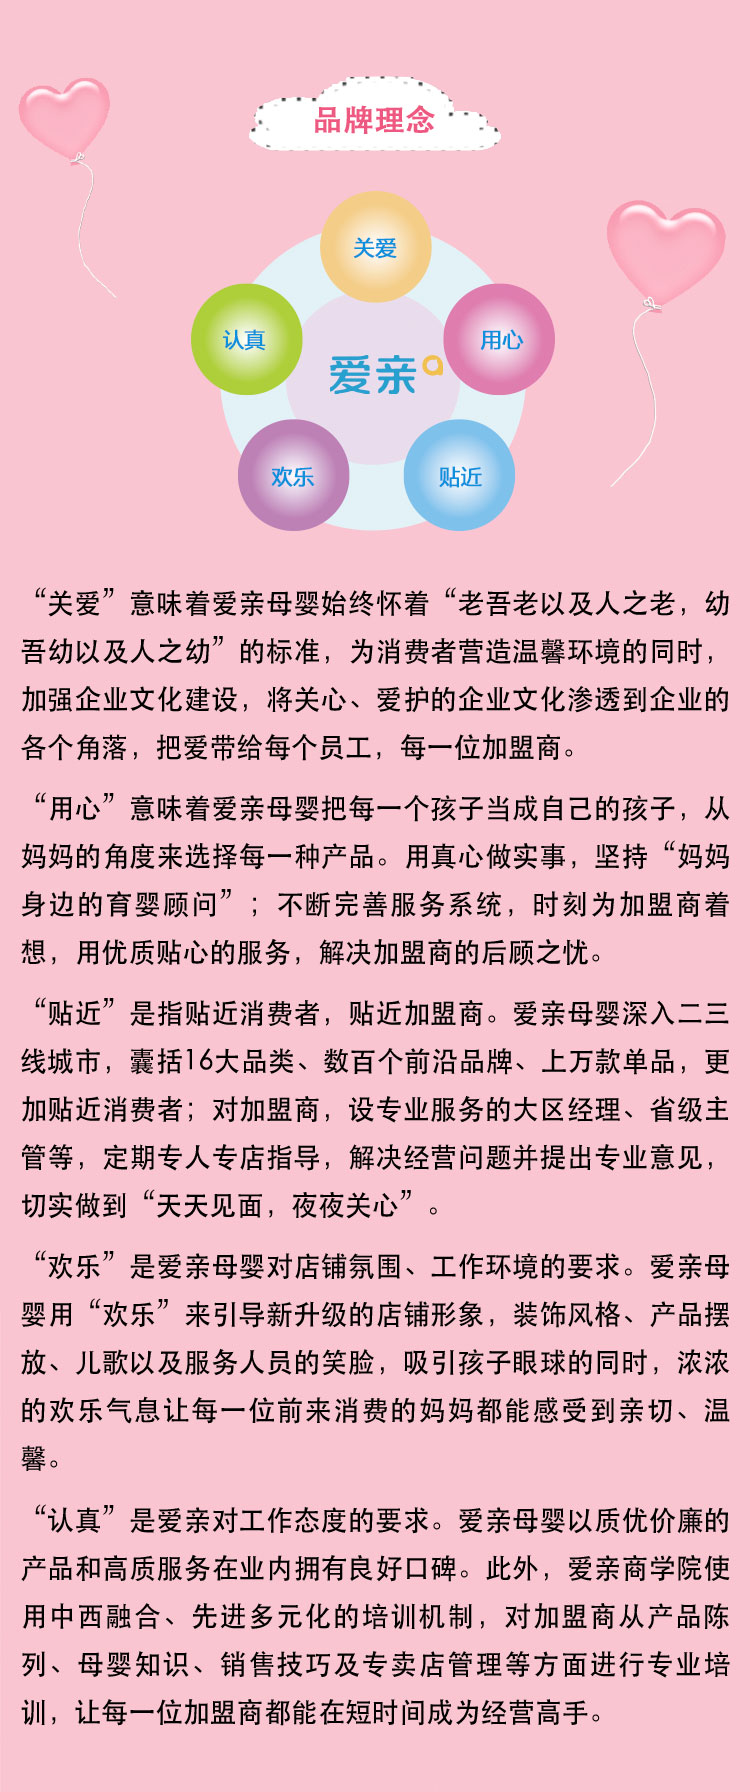 品牌理念
关爱
认真
用心
爱亲a
欢乐
贴近
“关爱”意味着爱亲母婴始终怀着“老吾老以及人之老，幼
吾幼以及人之幼”的标准，为消费者营造温馨环境的同时，
加强企业文化建设，将关心、爱护的企业文化渗透到企业的
各个角落，把爱带给每个员工，每一位加盟商。
“用心”意味着爱亲母婴把每一个孩子当成自己的孩子，从
妈妈的角度来选择每一种产品。用真心做实事，坚持“妈妈
身边的育婴顾问”；不断完善服务系统，时刻为加盟商着
想，用优质贴心的服务，解决加盟商的后顾之忧。
“贴近”是指贴近消费者，贴近加盟商。爱亲母婴深入二三
线城市，囊括16大品类、数百个前沿品牌、上万款单品，更
加贴近消费者；对加盟商，设专业服务的大区经理、省级主
管等，定期专人专店指导，解决经营问题并提出专业意见，
切实做到“天天见面，夜夜关心”。
“欢乐”是爱亲母婴对店铺氛围、工作环境的要求。爱亲母
婴用“欢乐”来引导新升级的店铺形象，装饰风格、产品摆
放、儿歌以及服务人员的笑脸，吸引孩子眼球的同时，浓浓
的欢乐气息让每一位前来消费的妈妈都能感受到亲切、温
馨。
“认真”是爱亲对工作态度的要求。爱亲母婴以质优价廉的
产品和高质服务在业内拥有良好口碑。此外，爱亲商学院使
用中西融合、先进多元化的培训机制，对加盟商从产品陈
列、母婴知识、销售技巧及专卖店管理等方面进行专业培
训，让每一位加盟商都能在短时间成为经营高手。